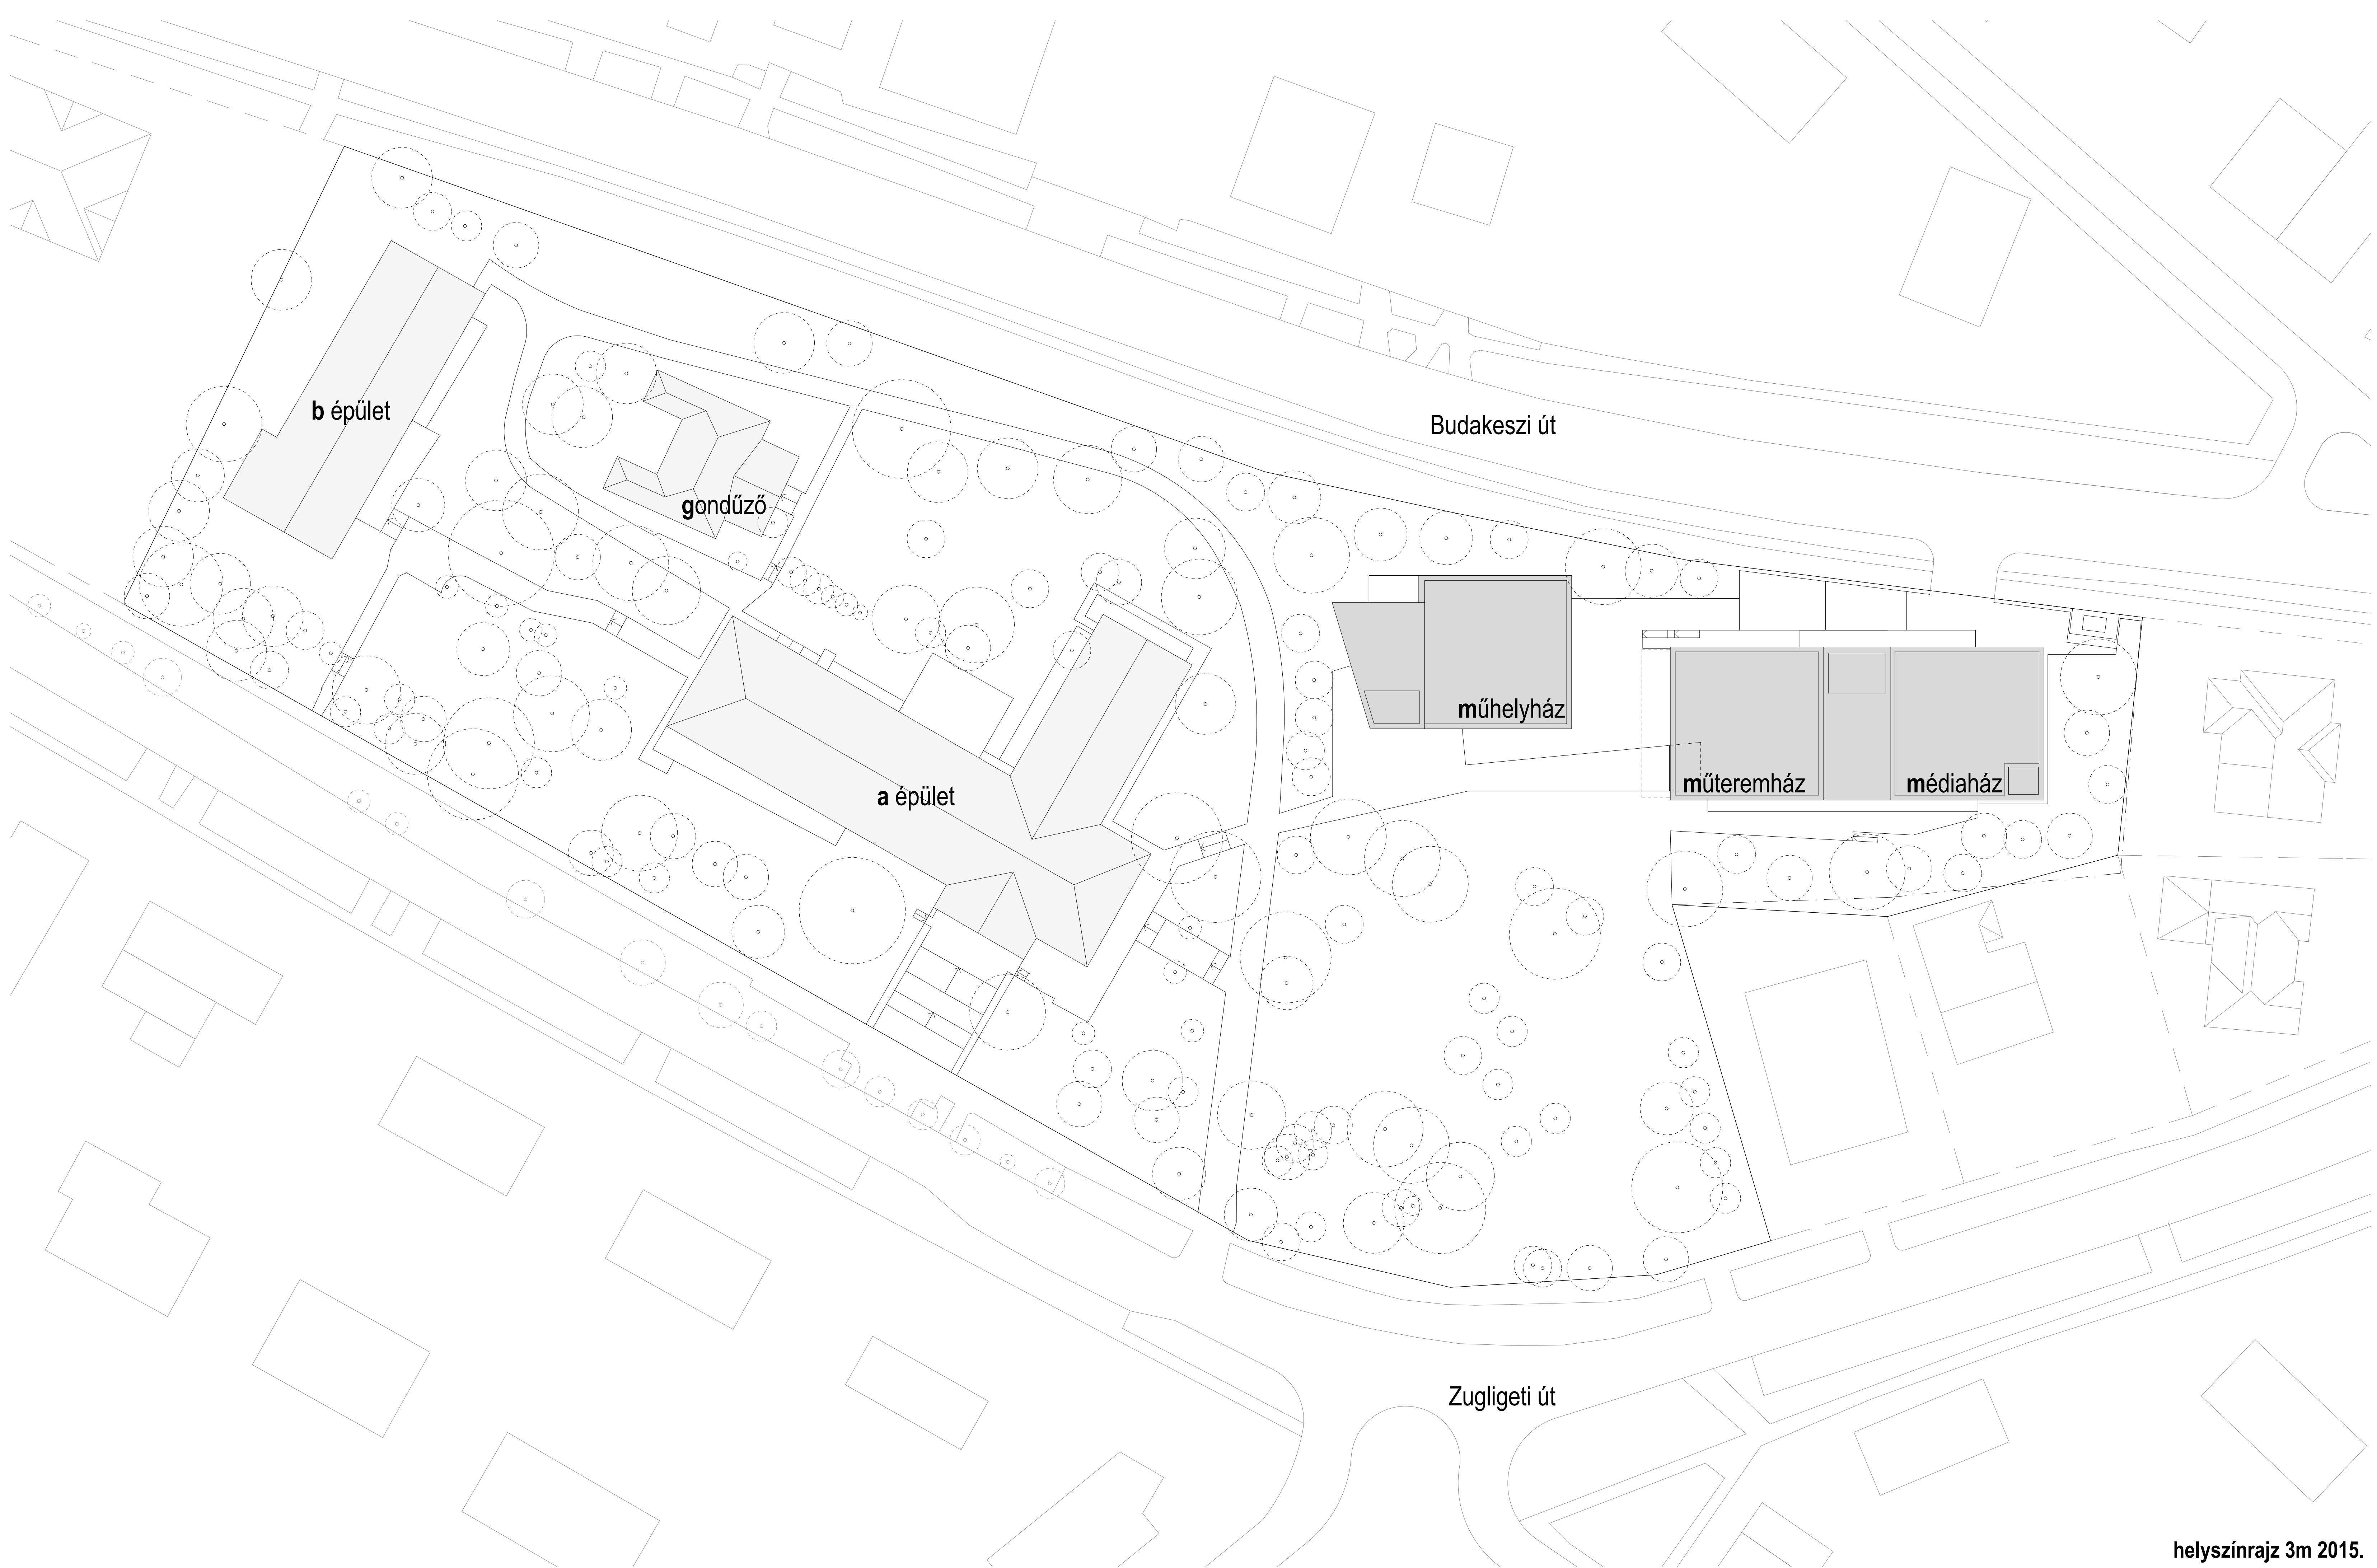 b épület
Budakeszi út
gondűző
műhelyház
műteremház
médiaház
a épület
Zugligeti út
helyszínrajz 3m 2015.